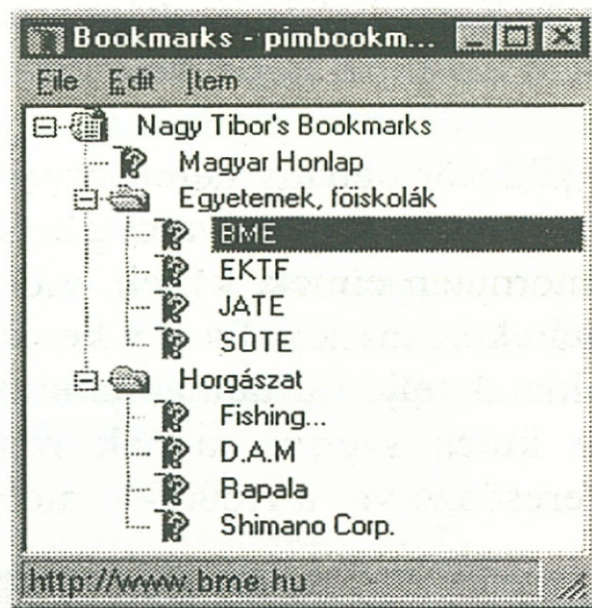 Bookmarks - pimbookm...
File Edit Item
Nagy Tibor's Bookmarks
Magyar Honlap
Egyetemek, föiskolák
BME
EKTF
JATE
SOTE
Horgászat
Fishing...
D.A.M
Rapala
Shimano Corp.
http://www.bme.hu